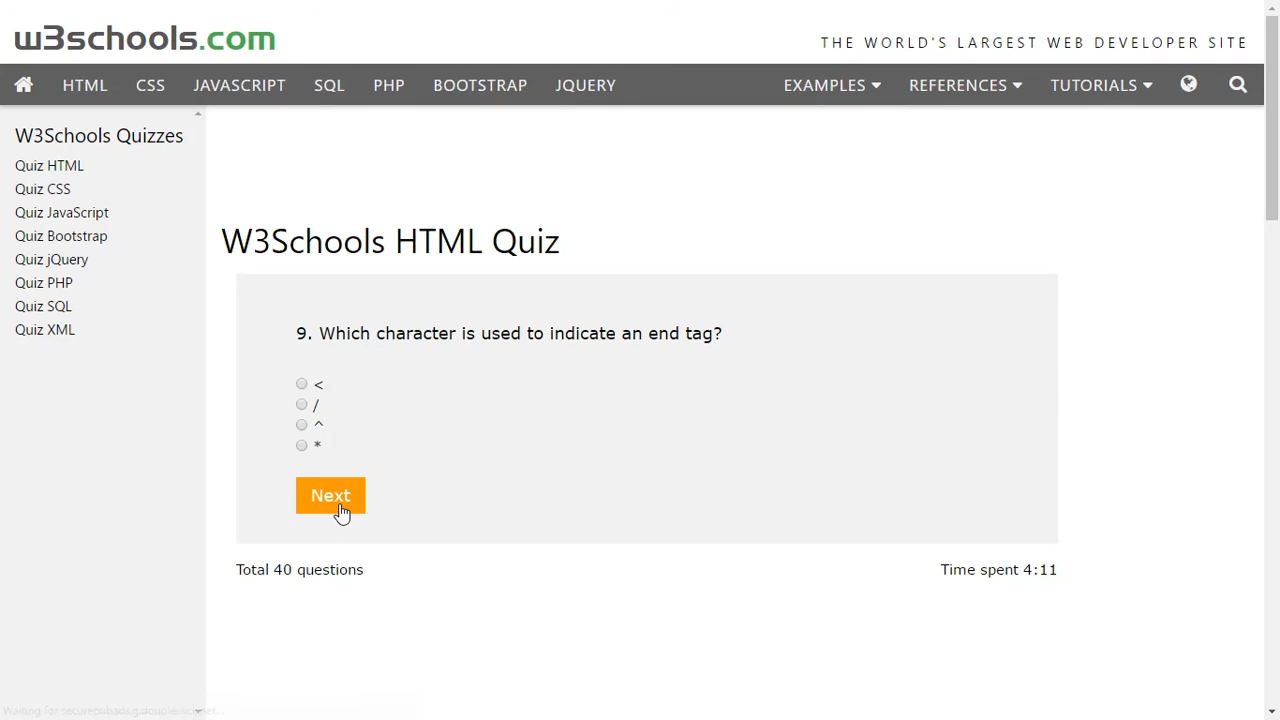 w3schools.com
THE WORLD'S LARGEST WEB DEVELOPER SITE
HTML CSS JAVASCRIPT SQL PHP BOOTSTRAP JQUERY EXAMPLES REFERENCES TUTORIALS
W3Schools Quizzes
Quiz HTML
Quiz CSS
Quiz JavaScript
Quiz Bootstrap
Quiz jQuery
Quiz PHP
Quiz SQL
Quiz XML
W3Schools HTML Quiz
9. Which character is used to indicate an end tag?
<
/
^
*
Next
Total 40 questions
Time spent 4:11
Waiting for